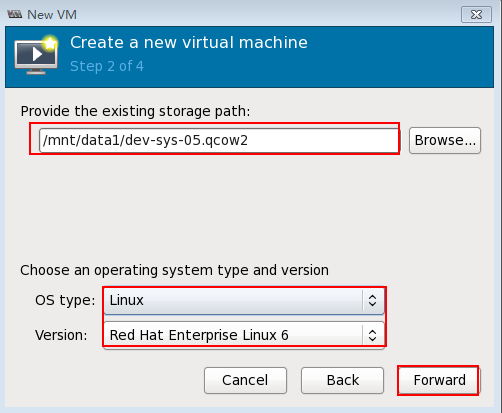 New VM
Create a new virtual machine
Step 2 of 4
Provide the existing storage path:
/mnt/data1/dev-sys-05.qcow2 Browse...
Choose an operating system type and version
OS type: Linux
Version: Red Hat Enterprise Linux 6
Cancel Back Forward